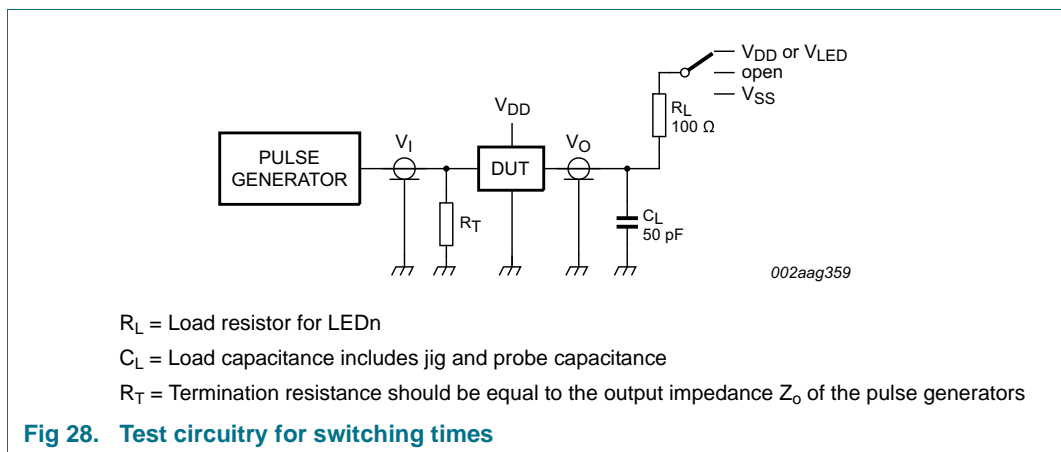 V_DD or V_LED
open
V_SS
R_L
100 Ω
V_DD
V_I
V_O
PULSE
GENERATOR
DUT
R_T
C_L
50 pF
002aag359
R_L = Load resistor for LEDn
C_L = Load capacitance includes jig and probe capacitance
R_T = Termination resistance should be equal to the output impedance Z_o of the pulse generators
Fig 28. Test circuitry for switching times